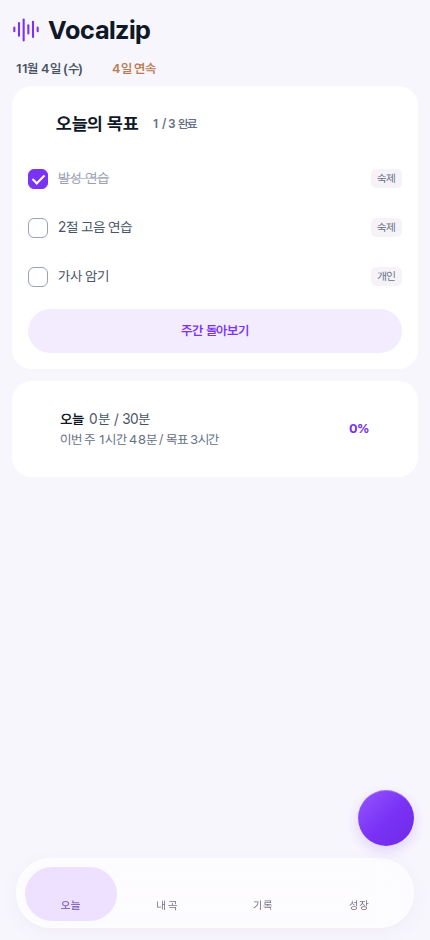 Vocalzip
11월 4일 (수) 4일 연속
오늘의 목표 1 / 3 완료
발성 연습 숙제
2절 고음 연습 숙제
가사 암기 개인
주간 돌아보기
오늘 0분 / 30분
이번 주 1시간 48분 / 목표 3시간
0%
오늘 내 곡 기록 성장